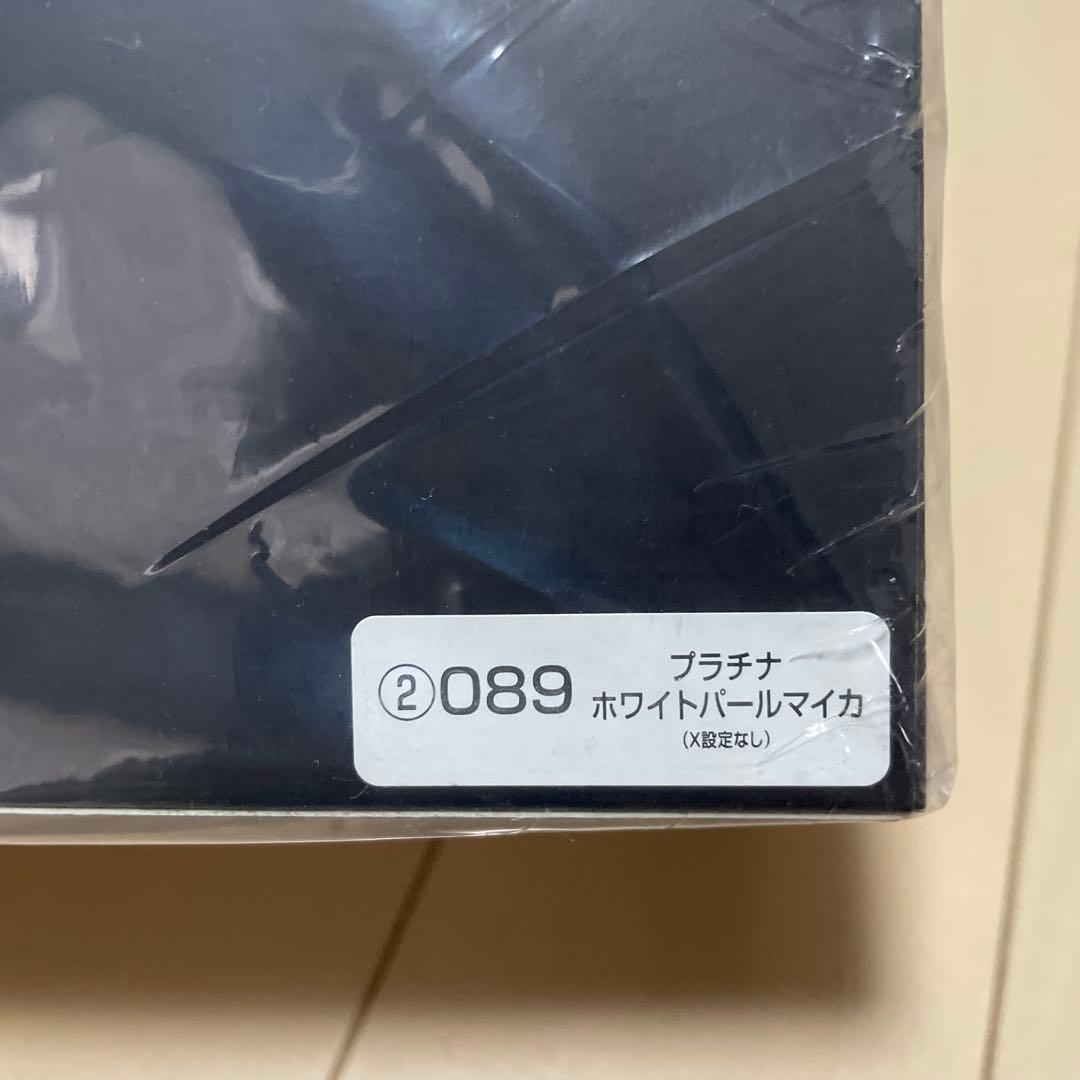 ②089
プラチナ
ホワイトパールマイカ
(X設定なし)